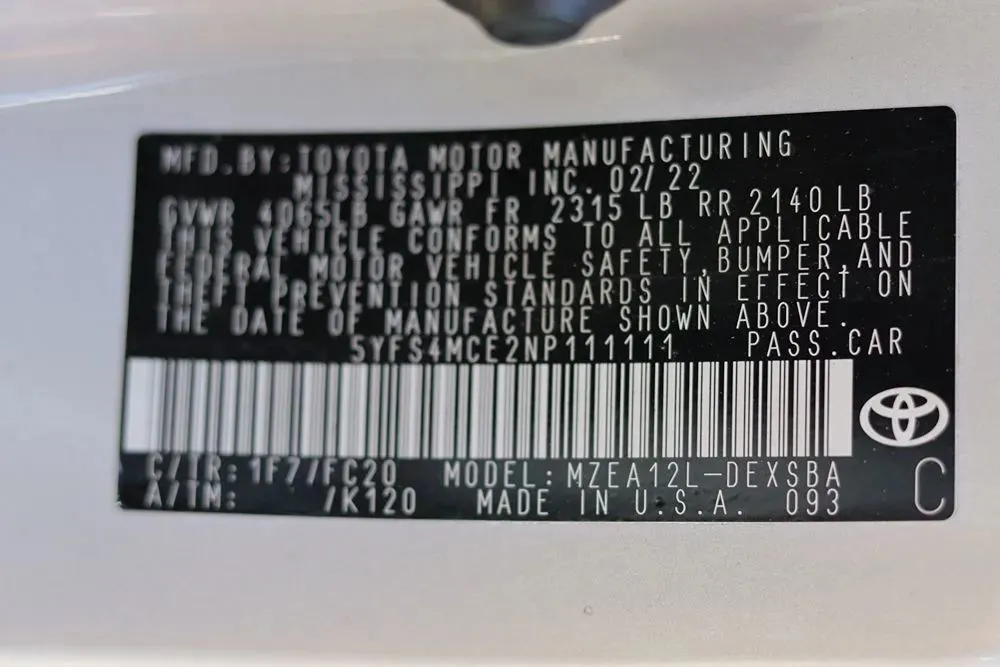 MFD.BY:TOYOTA MOTOR MANUFACTURING
MISSISSIPPI INC. 02/22
GVWR 4065LB GAWR FR 2315 LB RR 2140 LB
THIS VEHICLE CONFORMS TO ALL APPLICABLE
FEDERAL MOTOR VEHICLE SAFETY,BUMPER,AND
THEFT PREVENTION STANDARDS IN EFFECT ON
THE DATE OF MANUFACTURE SHOWN ABOVE.
5YFS4MCE2NP111111 PASS.CAR
C/TR:1F7/FC20 MODEL:MZEA12L-DEXSBA
A/TM: /K120 MADE IN U.S.A. 093
C